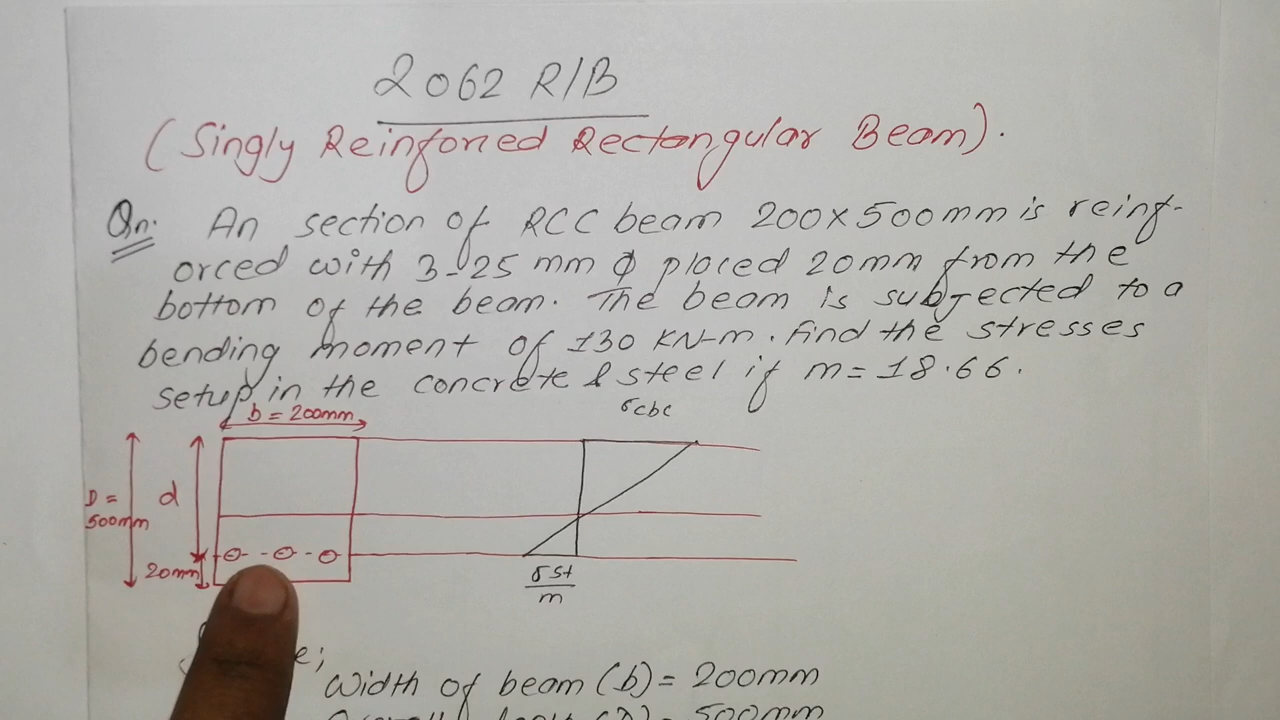 2062 R/B
(Singly Reinforced Rectangular Beam).
Qn. An section of RCC beam 200x500mm is reinf-
orced with 3-25 mm ϕ placed 20mm from the
bottom of the beam. The beam is subjected to a
bending moment of 130 KN-m. Find the stresses
setup in the concrete & steel if m=18.66.
b = 200mm
σcbc
D =
500mm
d
20mm
σst
m
e;
Width of beam (b) = 200mm
(D) = 500mm